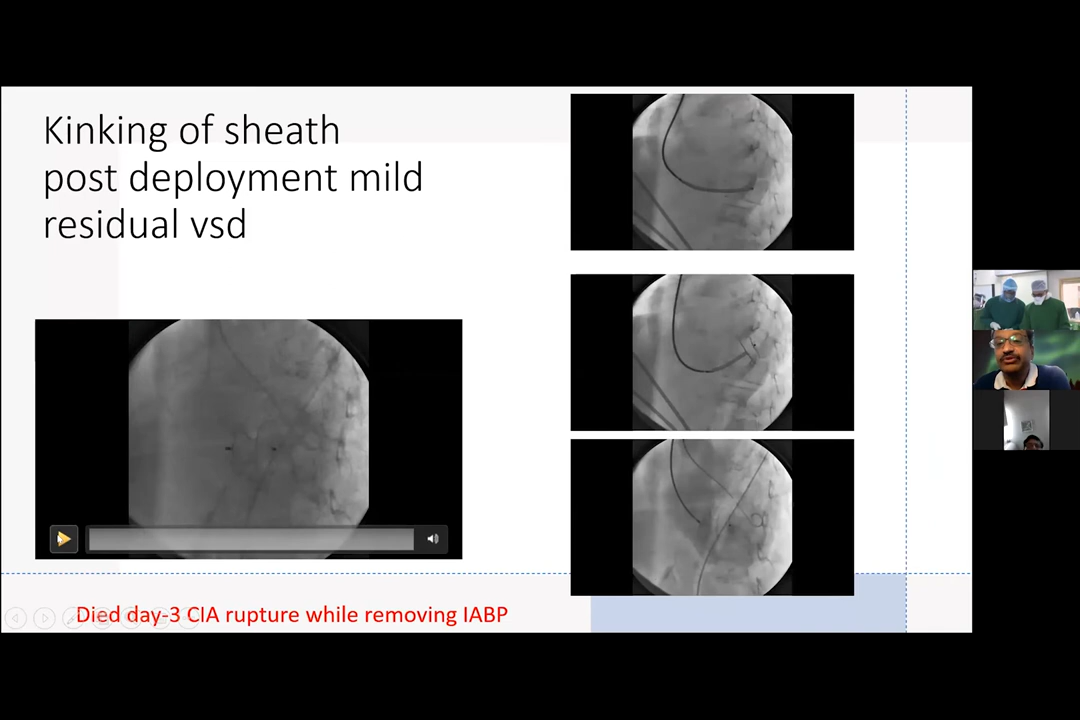 Kinking of sheath
post deployment mild
residual vsd
Died day-3 CIA rupture while removing IABP